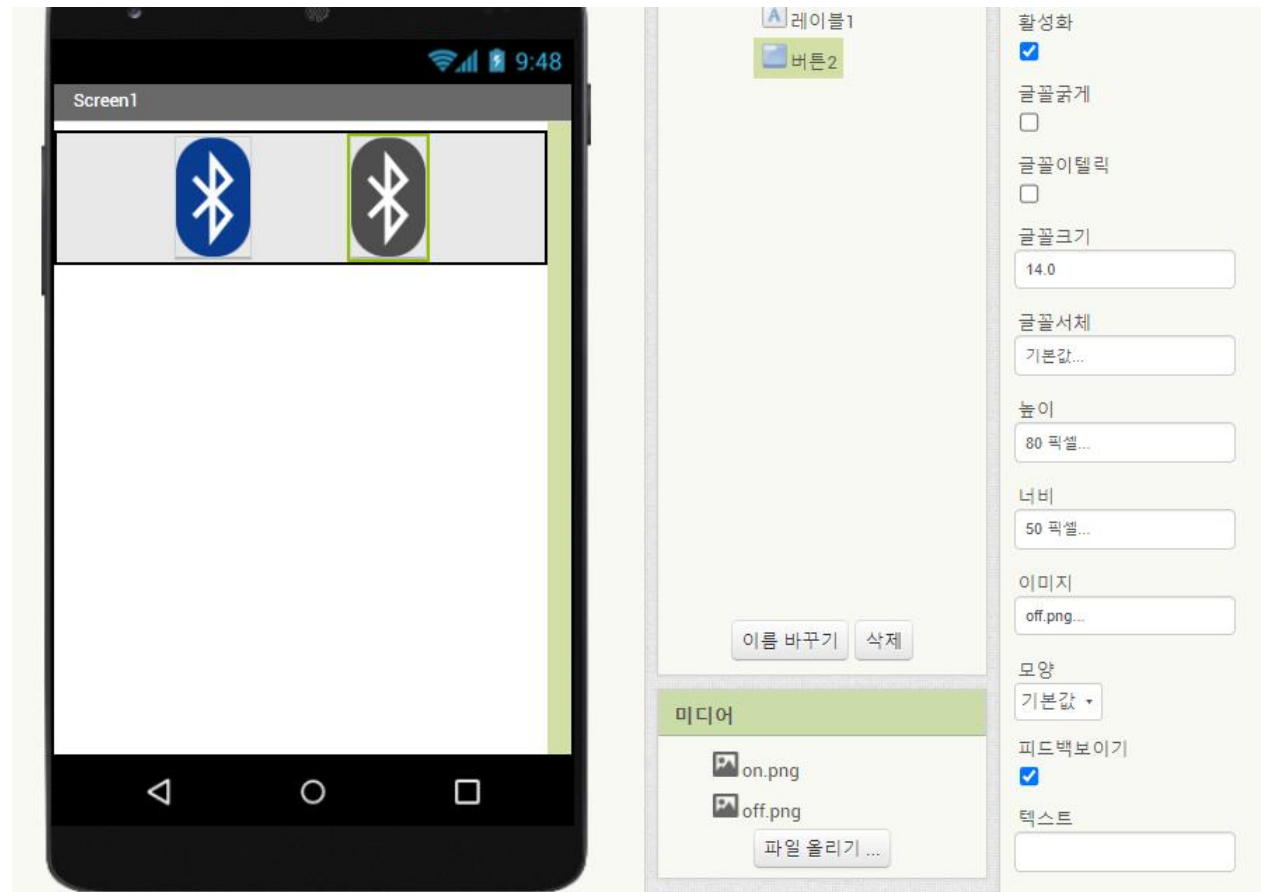 9:48
Screen1
A 레이블1
버튼2
이름 바꾸기 삭제
미디어
on.png
off.png
파일 올리기 ...
활성화
글꼴굵게
글꼴이텔릭
글꼴크기
14.0
글꼴서체
기본값...
높이
80 픽셀...
너비
50 픽셀...
이미지
off.png...
모양
기본값
피드백보이기
텍스트